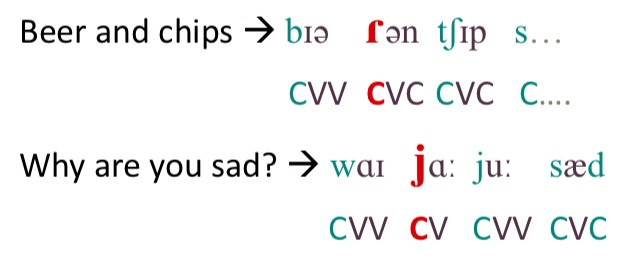 Beer and chips → bɪə ɾən tʃɪp s...
CVV CVC CVC C....
Why are you sad? → wɑɪ jɑː juː sæd
CVV CV CVV CVC